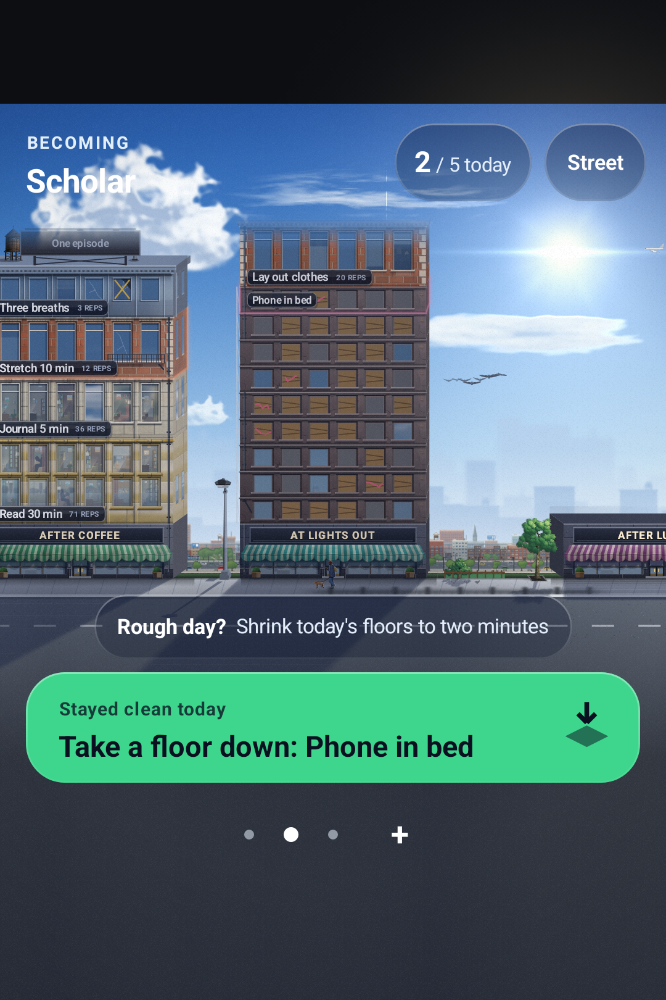 BECOMING
Scholar
2 / 5 today
Street
One episode
Lay out clothes 20 REPS
Phone in bed
Three breaths 3 REPS
Stretch 10 min 12 REPS
Journal 5 min 36 REPS
Read 30 min 71 REPS
AFTER COFFEE
AT LIGHTS OUT
AFTER LU
Rough day? Shrink today's floors to two minutes
Stayed clean today
Take a floor down: Phone in bed
+